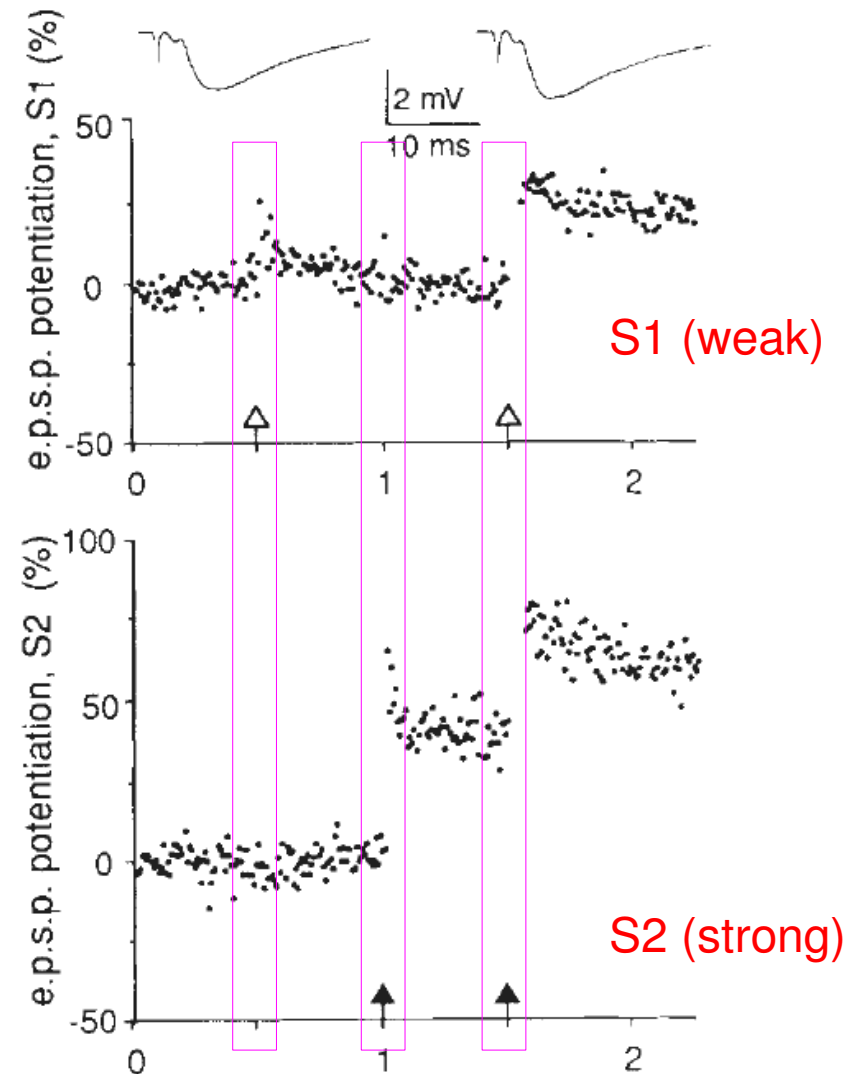 e.p.s.p. potentiation, S1 (%)
2 mV
10 ms
50
0
-50
S1 (weak)
0
1
2
e.p.s.p. potentiation, S2 (%)
100
50
0
-50
S2 (strong)
0
1
2